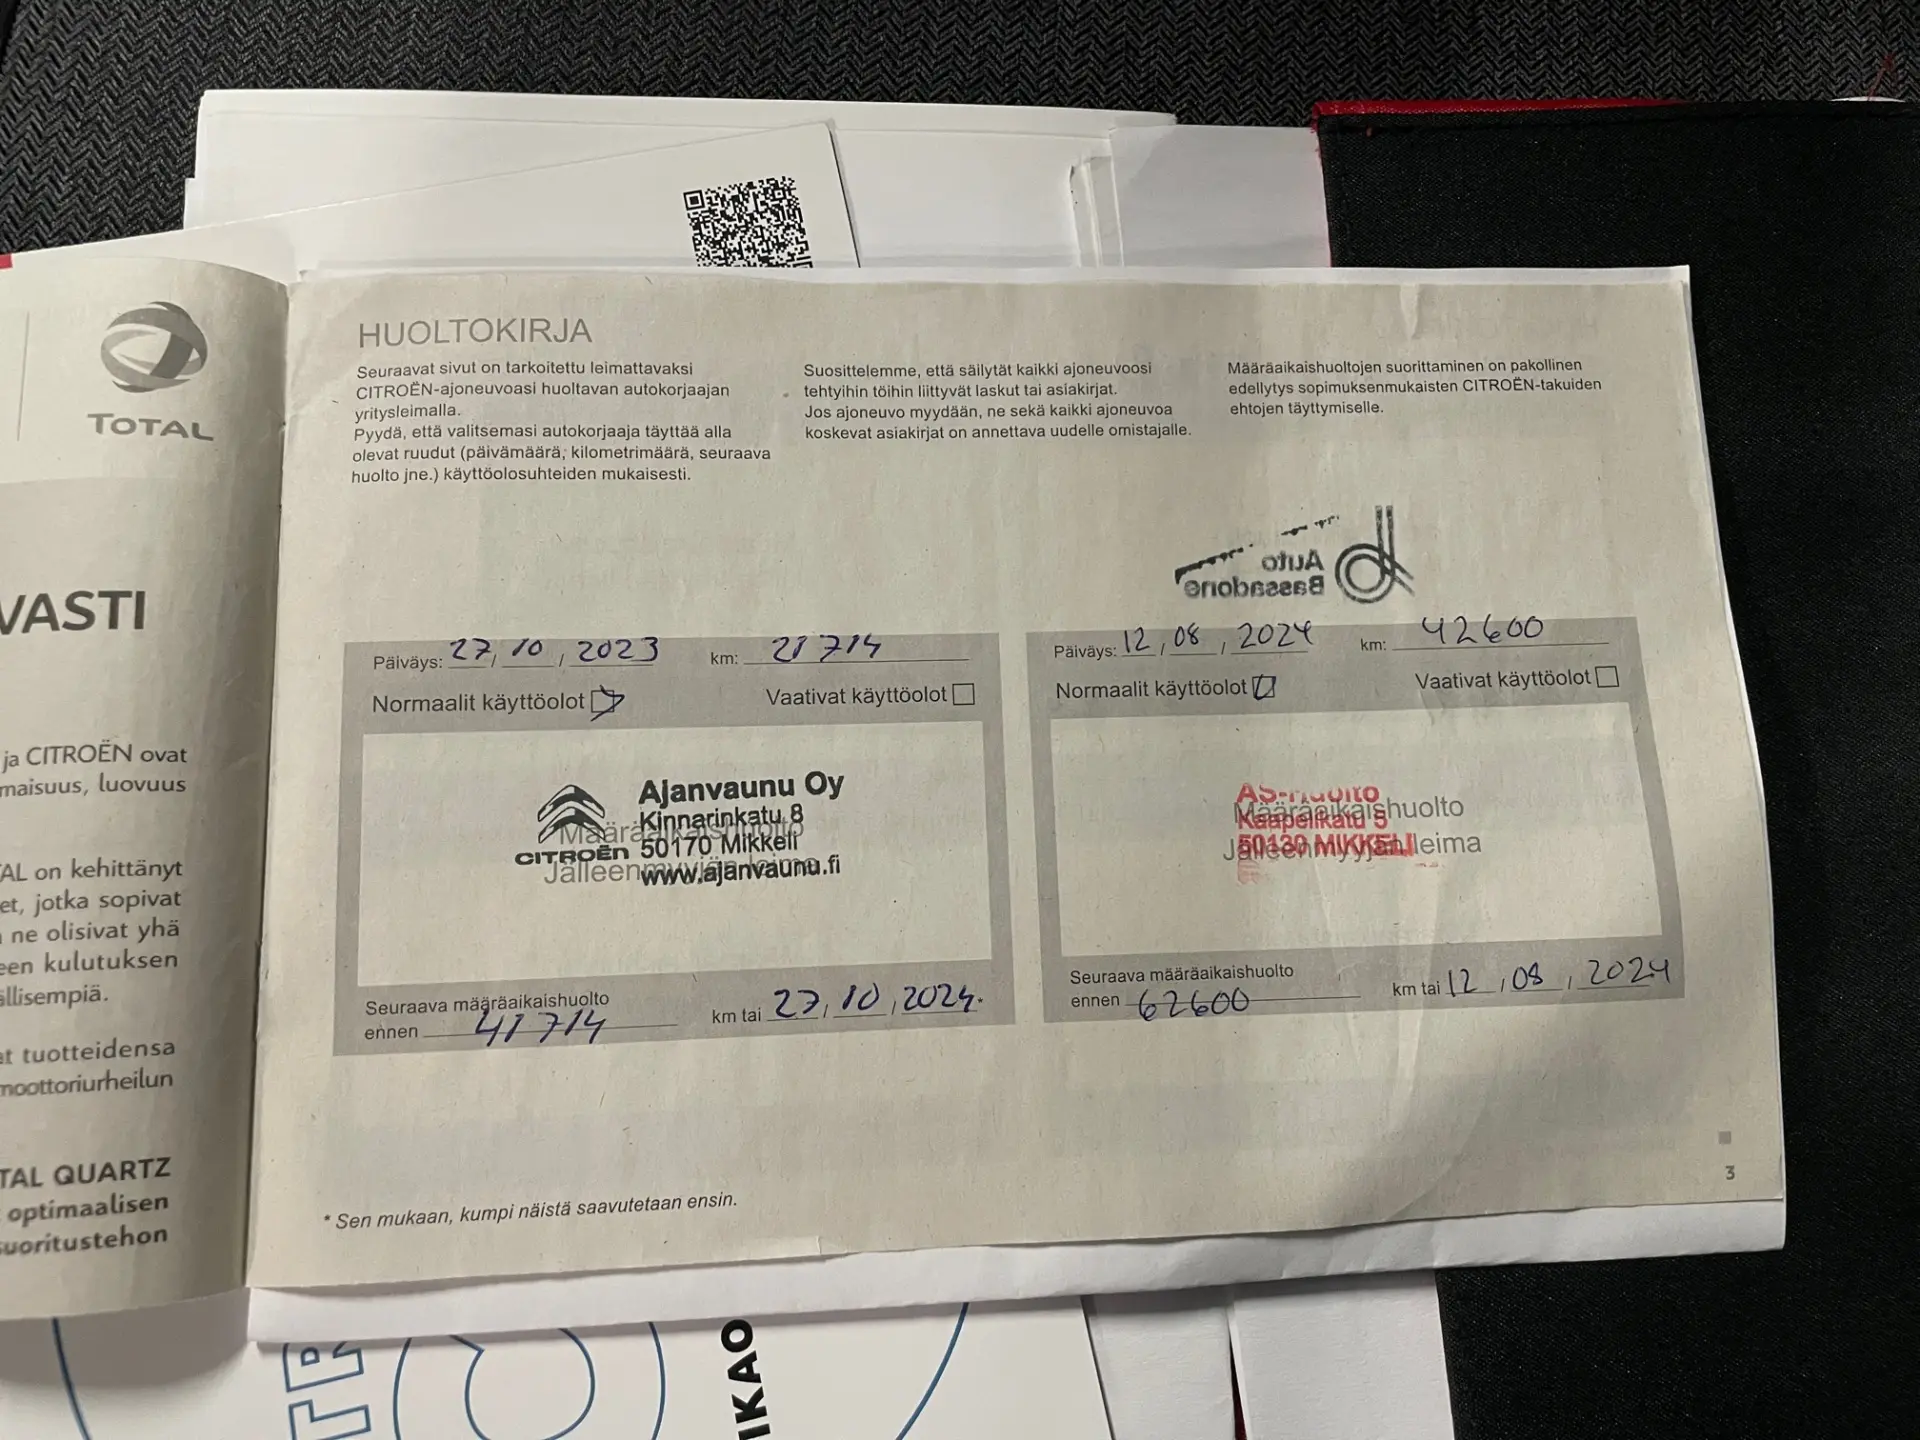 TOTAL
VASTI
ja CITROËN ovat
maisuus, luovuus
AL on kehittänyt
et, jotka sopivat
ne olisivat yhä
een kulutuksen
ällisempiä.
at tuotteidensa
moottoriurheilun
TAL QUARTZ
optimaalisen
suoritustehon
HUOLTOKIRJA
Seuraavat sivut on tarkoitettu leimattavaksi
CITROËN-ajoneuvoasi huoltavan autokorjaajan
yritysleimalla.
Pyydä, että valitsemasi autokorjaaja täyttää alla
olevat ruudut (päivämäärä, kilometrimäärä, seuraava
huolto jne.) käyttöolosuhteiden mukaisesti.
Suosittelemme, että säilytät kaikki ajoneuvoosi
tehtyihin töihin liittyvät laskut tai asiakirjat.
Jos ajoneuvo myydään, ne sekä kaikki ajoneuvoa
koskevat asiakirjat on annettava uudelle omistajalle.
Määräaikaishuoltojen suorittaminen on pakollinen
edellytys sopimuksenmukaisten CITROËN-takuiden
ehtojen täyttymiselle.
Auto
Bassadone
Päiväys: 27, 10, 2023 km: 21714
Normaalit käyttöolot Vaativat käyttöolot
Määräaikaishuolto
Jälleenmyyjän leima
CITROËN
Ajanvaunu Oy
Kinnarinkatu 8
50170 Mikkeli
www.ajanvaunu.fi
Seuraava määräaikaishuolto
ennen 41714 km tai 27, 10, 2024.*
Päiväys: 12, 08, 2024 km: 42600
Normaalit käyttöolot Vaativat käyttöolot
Määräaikaishuolto
Jälleenmyyjän leima
AS-Huolto
Kaapelikatu 5
MIKKELI
Seuraava määräaikaishuolto
ennen 62600 km tai 12, 08, 2024
* Sen mukaan, kumpi näistä saavutetaan ensin.
3
TR
IKAO